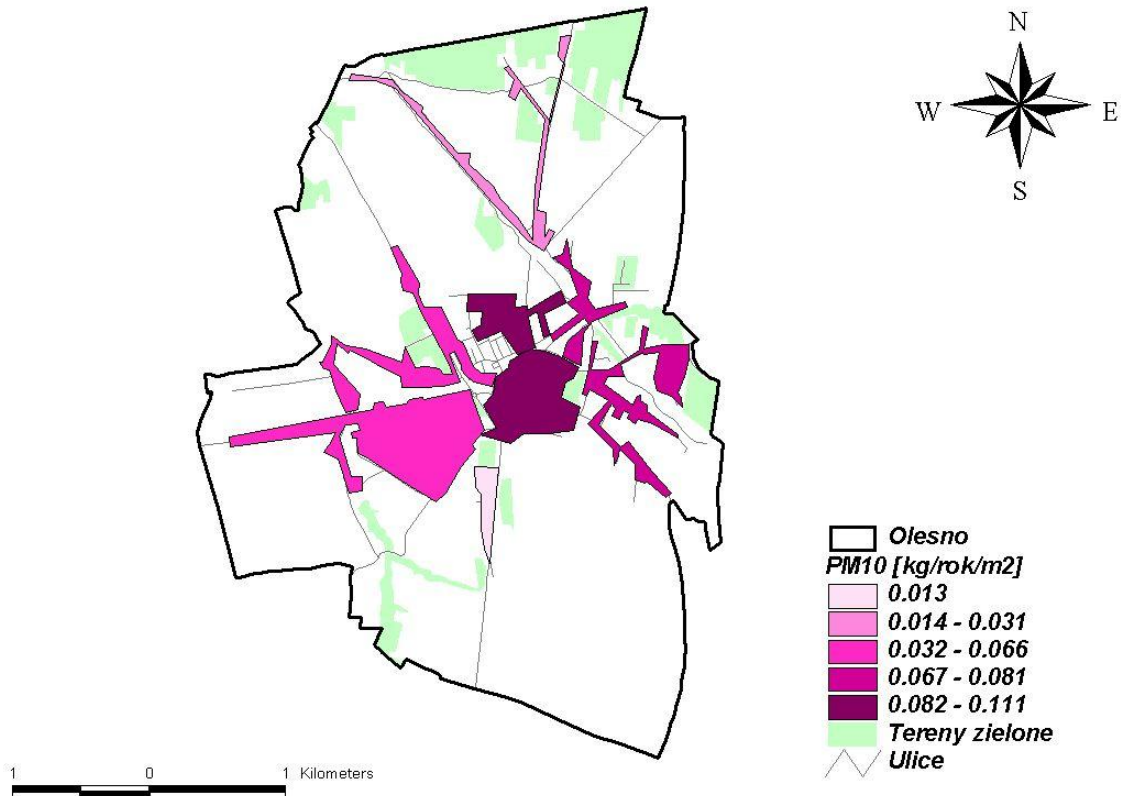 N
W E
S
Olesno
PM10 [kg/rok/m2]
0.013
0.014 - 0.031
0.032 - 0.066
0.067 - 0.081
0.082 - 0.111
Tereny zielone
Ulice
1 0 1 Kilometers